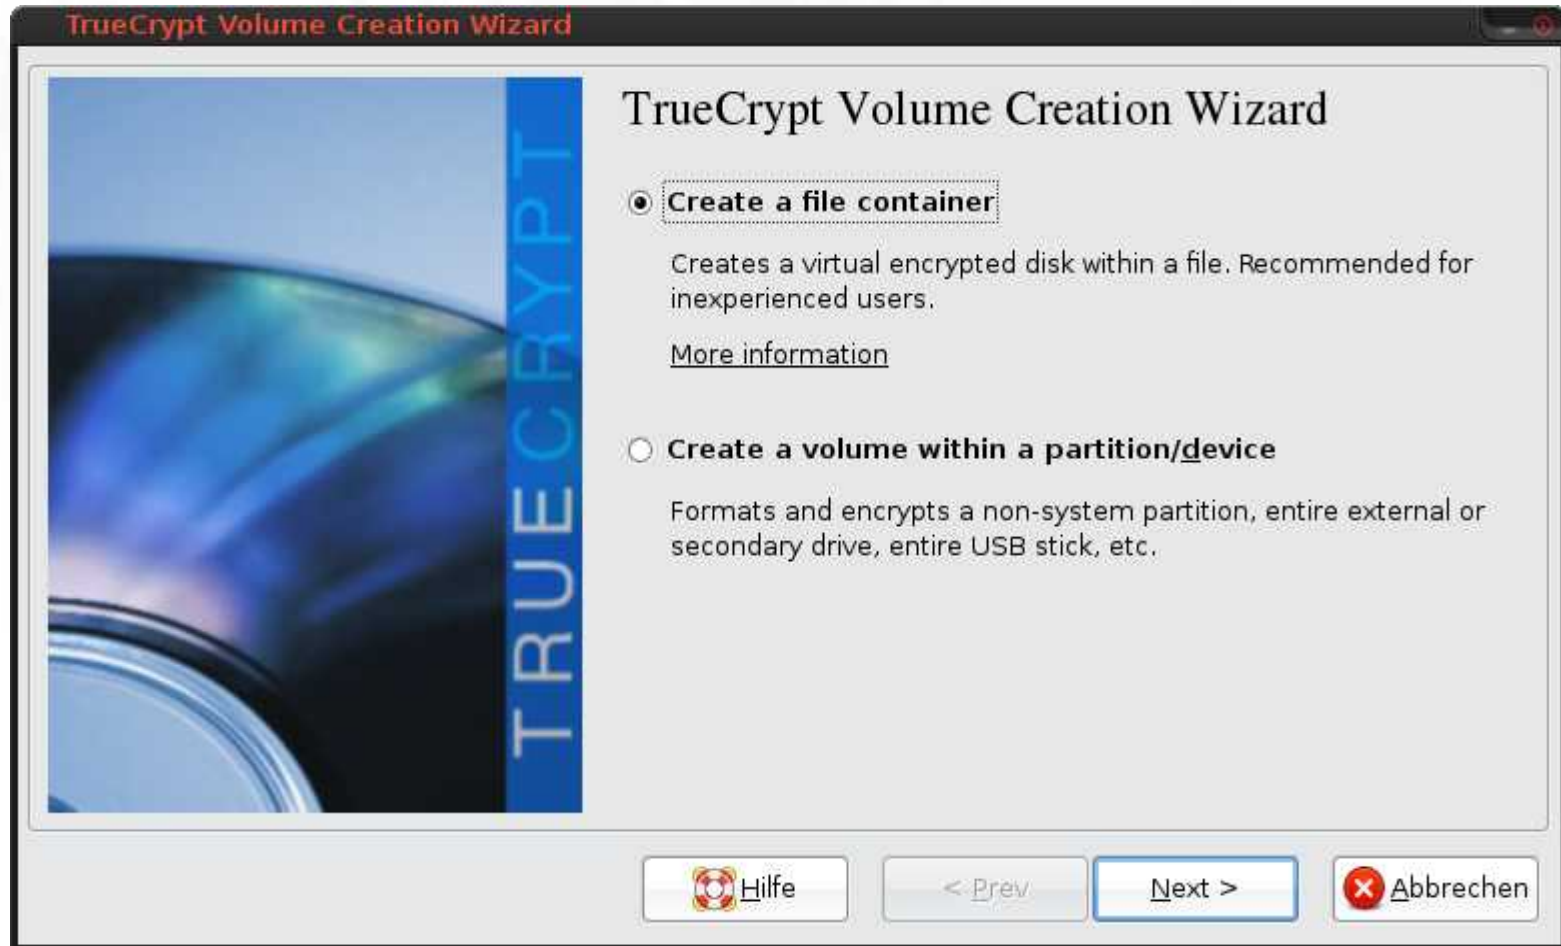 TrueCrypt Volume Creation Wizard
TRUECRYPT
TrueCrypt Volume Creation Wizard
Create a file container
Creates a virtual encrypted disk within a file. Recommended for
inexperienced users.
More information
Create a volume within a partition/device
Formats and encrypts a non-system partition, entire external or
secondary drive, entire USB stick, etc.
Hilfe
< Prev
Next >
Abbrechen